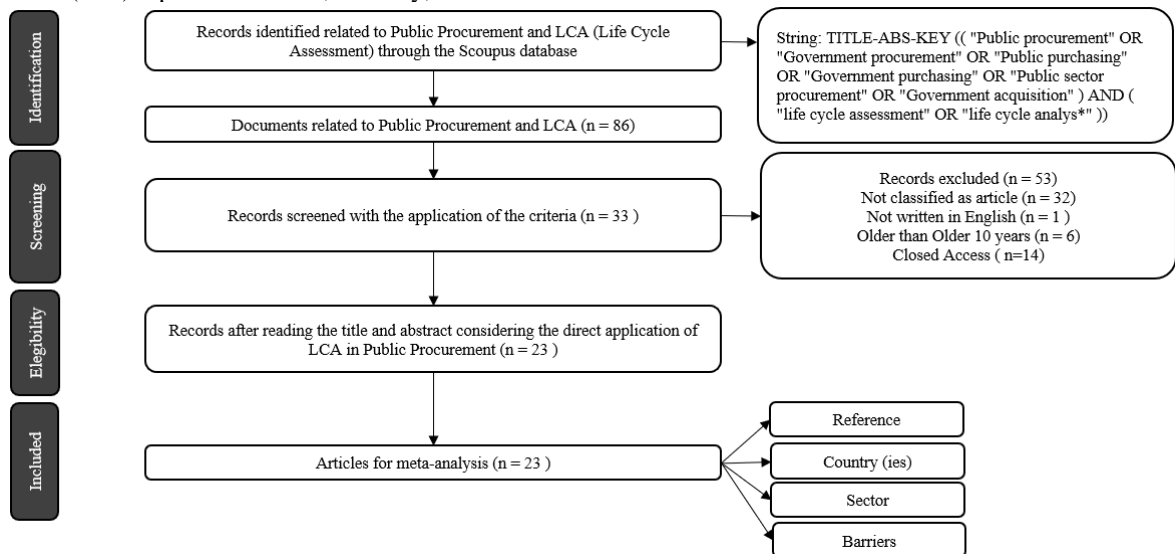 Identification
Records identified related to Public Procurement and LCA (Life Cycle
Assessment) through the Scoupus database
String: TITLE-ABS-KEY (( "Public procurement" OR
"Government procurement" OR "Public purchasing"
OR "Government purchasing" OR "Public sector
procurement" OR "Government acquisition" ) AND (
"life cycle assessment" OR "life cycle analys*" ))
Documents related to Public Procurement and LCA (n = 86)
Screening
Records screened with the application of the criteria (n = 33 )
Records excluded (n = 53)
Not classified as article (n = 32)
Not written in English (n = 1 )
Older than Older 10 years (n = 6)
Closed Access ( n=14)
Elegibility
Records after reading the title and abstract considering the direct application of
LCA in Public Procurement (n = 23 )
Included
Articles for meta-analysis (n = 23 )
Reference
Country (ies)
Sector
Barriers